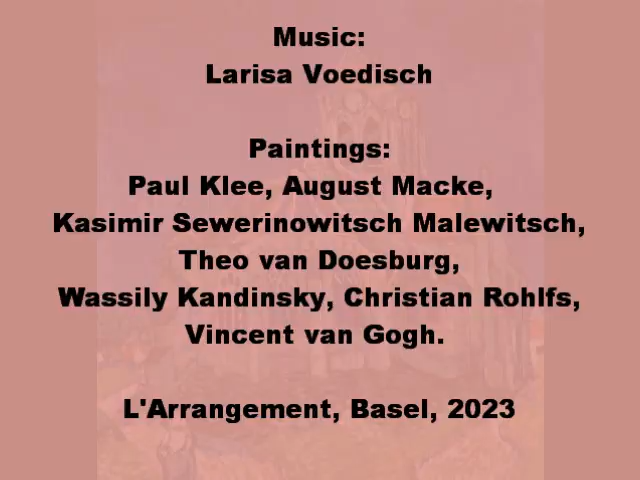 Music:
Larisa Voedisch
Paintings:
Paul Klee, August Macke,
Kasimir Sewerinowitsch Malewitsch,
Theo van Doesburg,
Wassily Kandinsky, Christian Rohlfs,
Vincent van Gogh.
L'Arrangement, Basel, 2023